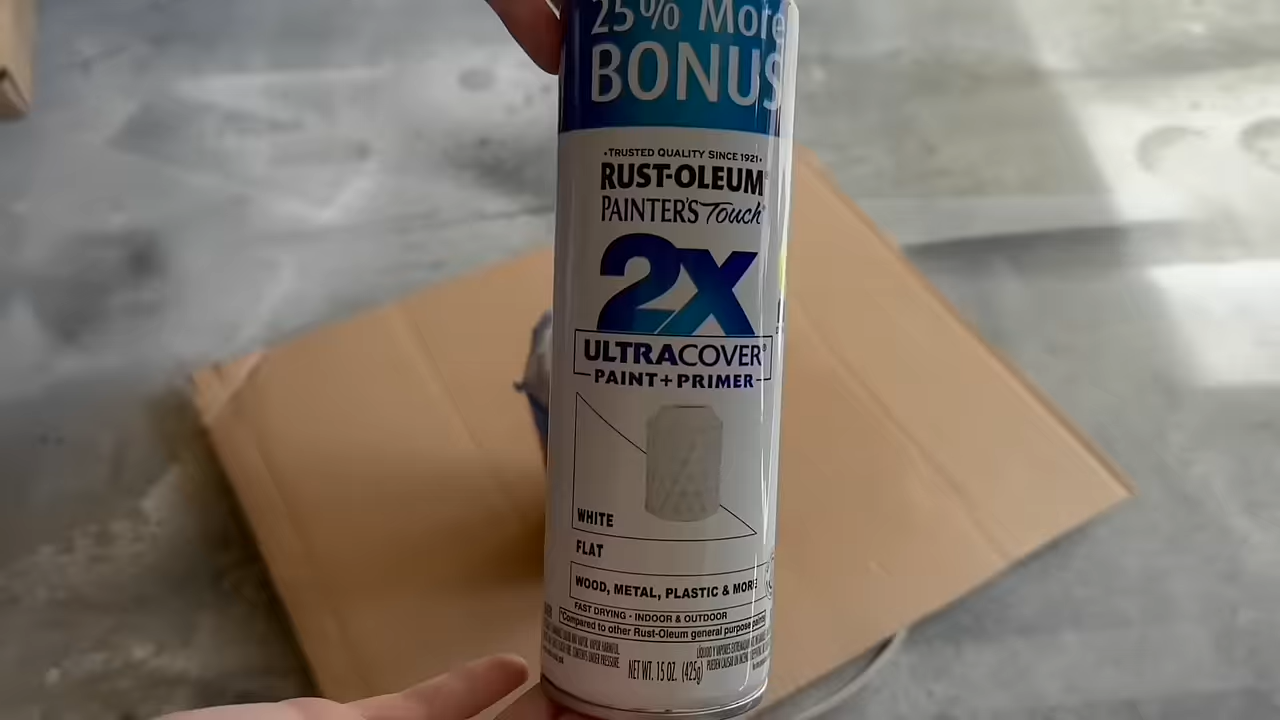 25% More
BONUS
•TRUSTED QUALITY SINCE 1921•
RUST-OLEUM®
PAINTER'S Touch®
2X
ULTRACOVER®
PAINT+PRIMER
WHITE
FLAT
WOOD, METAL, PLASTIC & MORE
FAST DRYING • INDOOR & OUTDOOR
*Compared to other Rust-Oleum general purpose paints
NET WT. 15 OZ. (425g)